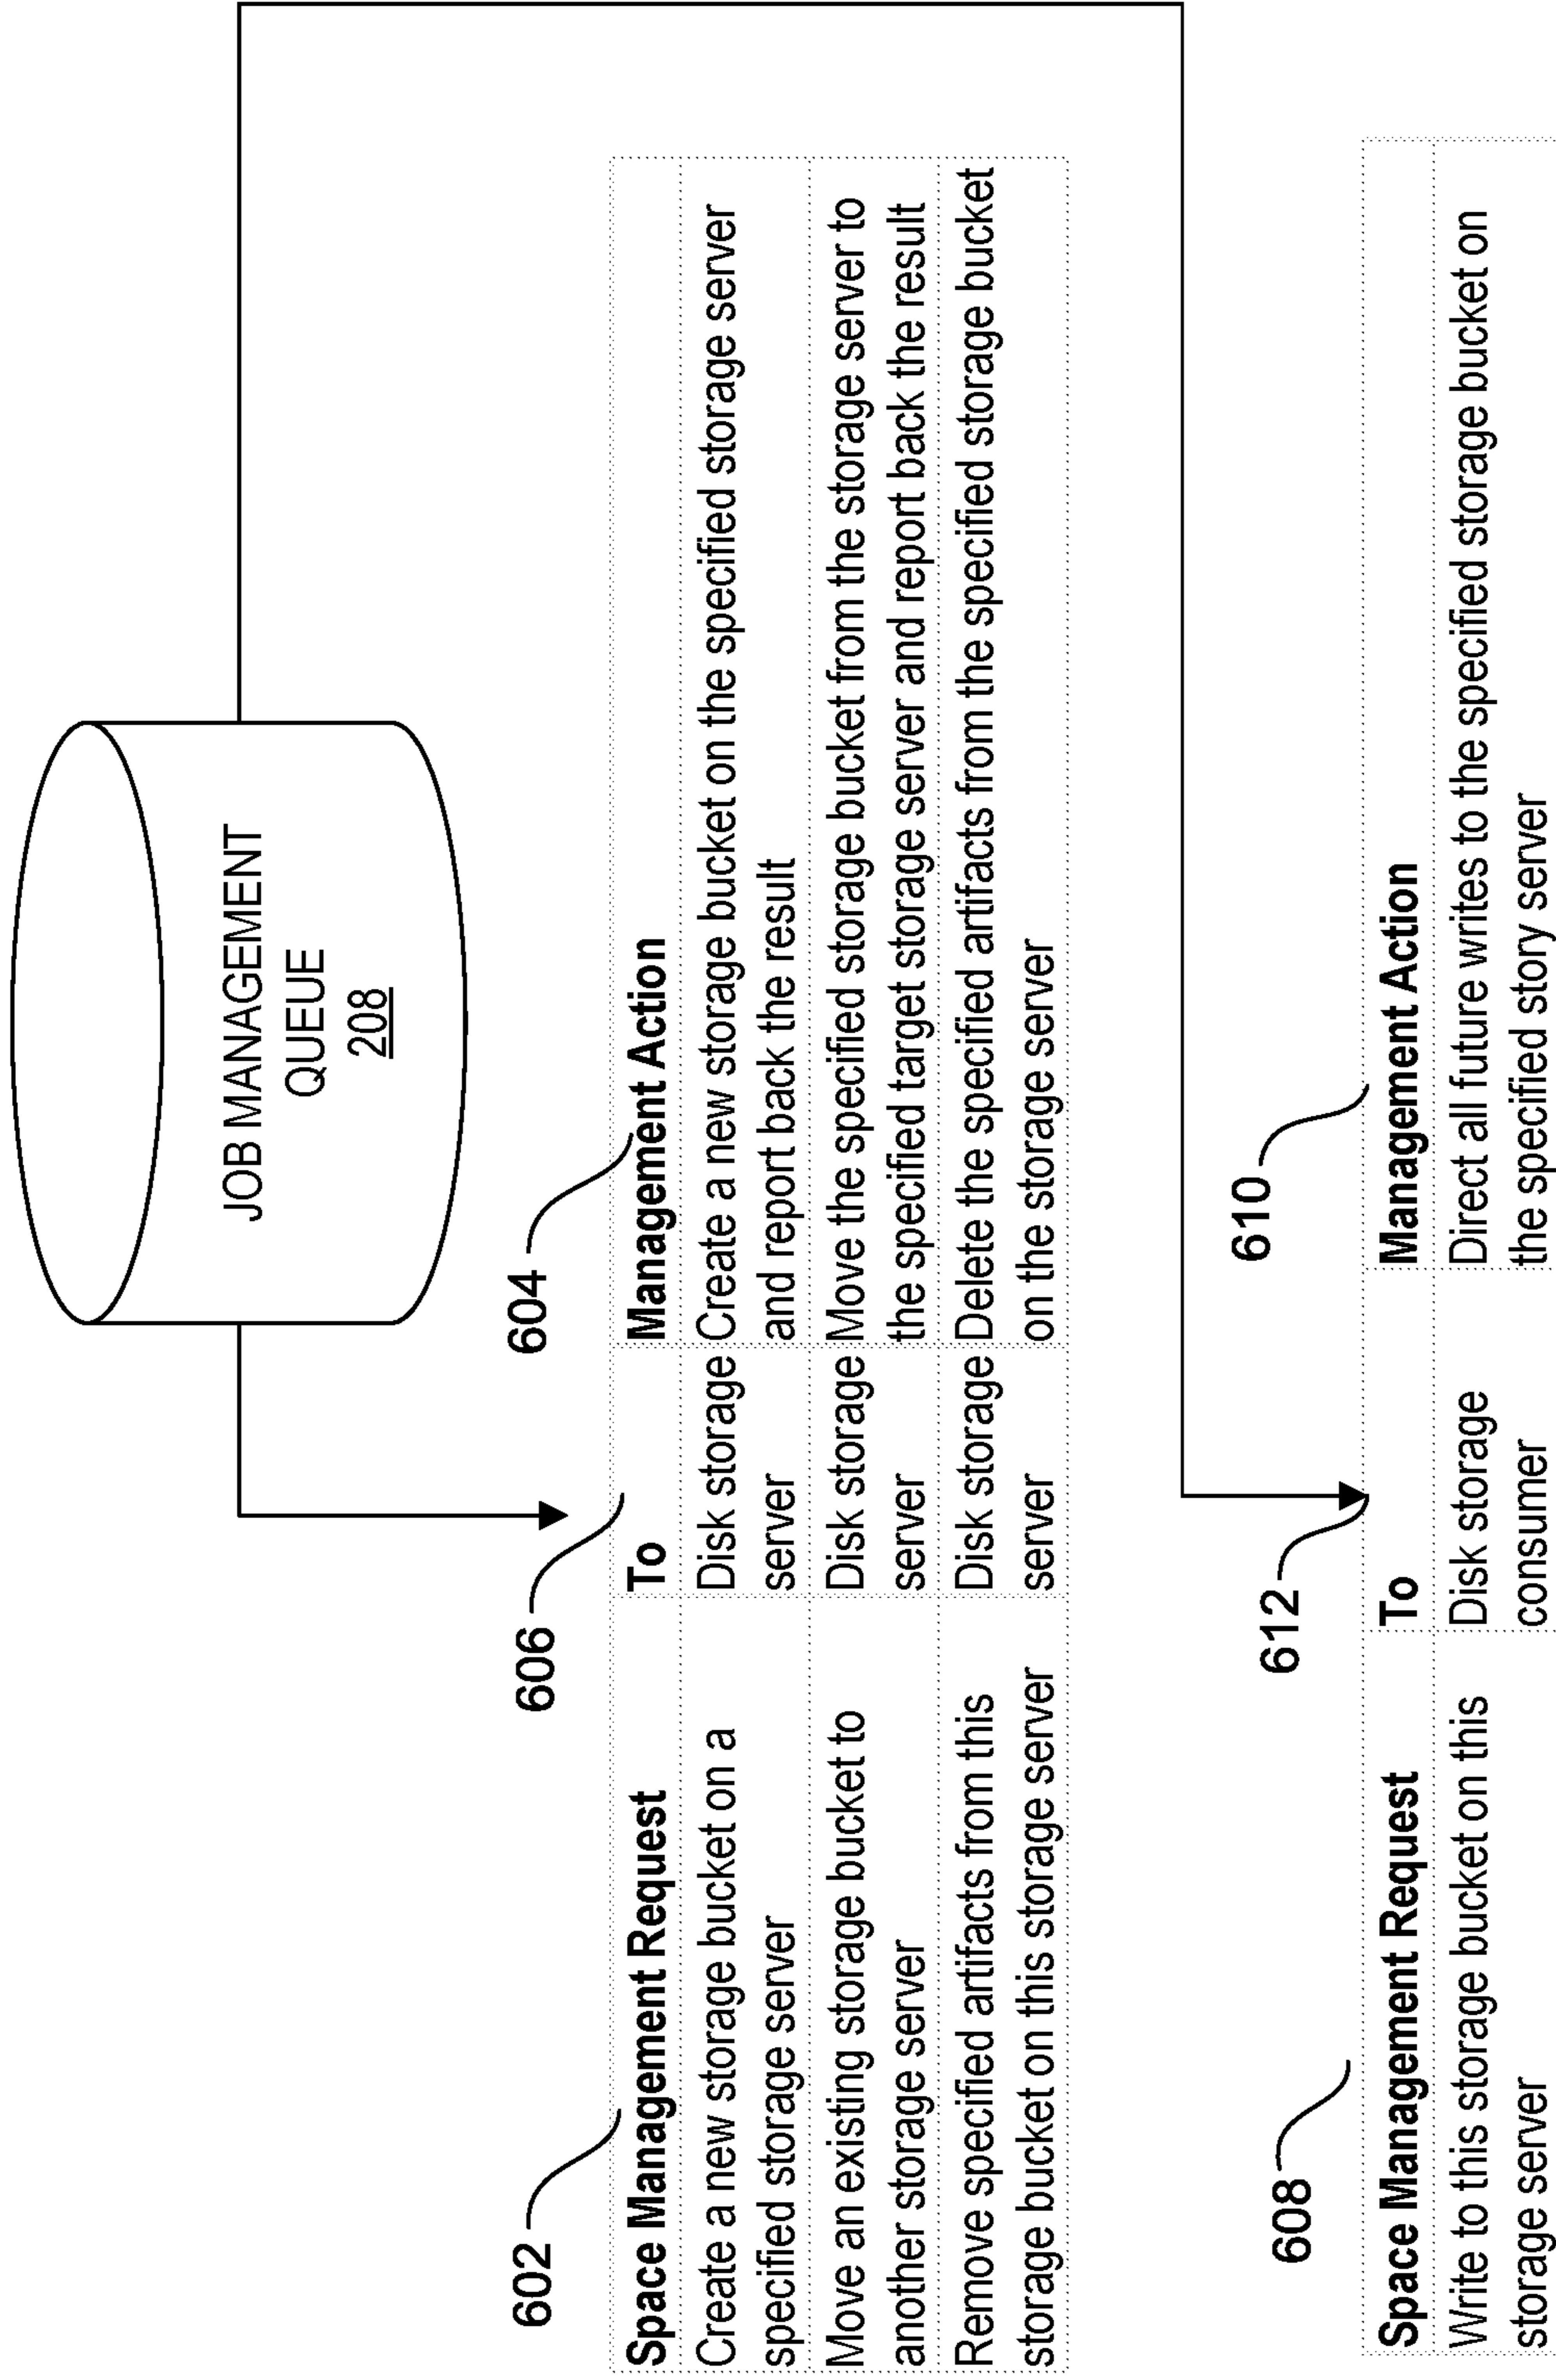 JOB MANAGEMENT
QUEUE
208
602
606
604
Space Management Request
To
Management Action
Create a new storage bucket on a
specified storage server
Disk storage
server
Create a new storage bucket on the specified storage server
and report back the result
Move an existing storage bucket to
another storage server
Disk storage
server
Move the specified storage bucket from the storage server to
the specified target storage server and report back the result
Remove specified artifacts from this
storage bucket on this storage server
Disk storage
server
Delete the specified artifacts from the specified storage bucket
on the storage server
608
612
610
Space Management Request
To
Management Action
Write to this storage bucket on this
storage server
Disk storage
consumer
Direct all future writes to the specified storage bucket on
the specified story server